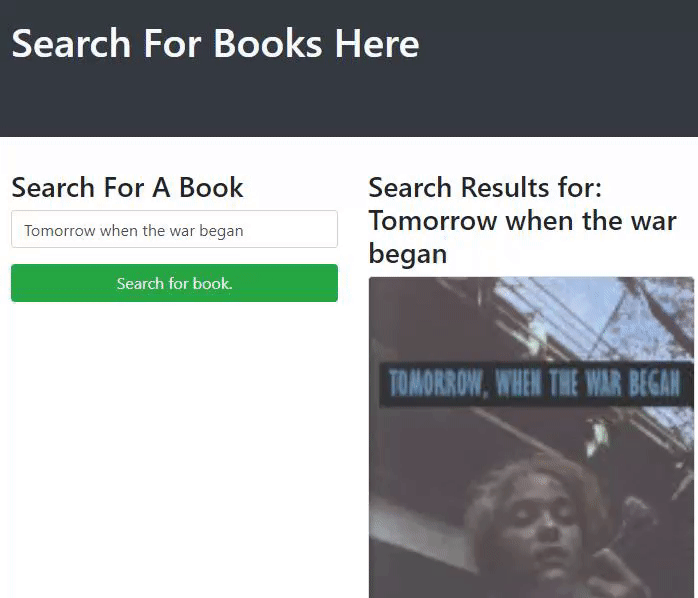 Search For Books Here
Search For A Book
Tomorrow when the war began
Search for book.
Search Results for:
Tomorrow when the war
began
TOMORROW, WHEN THE WAR BEGAN